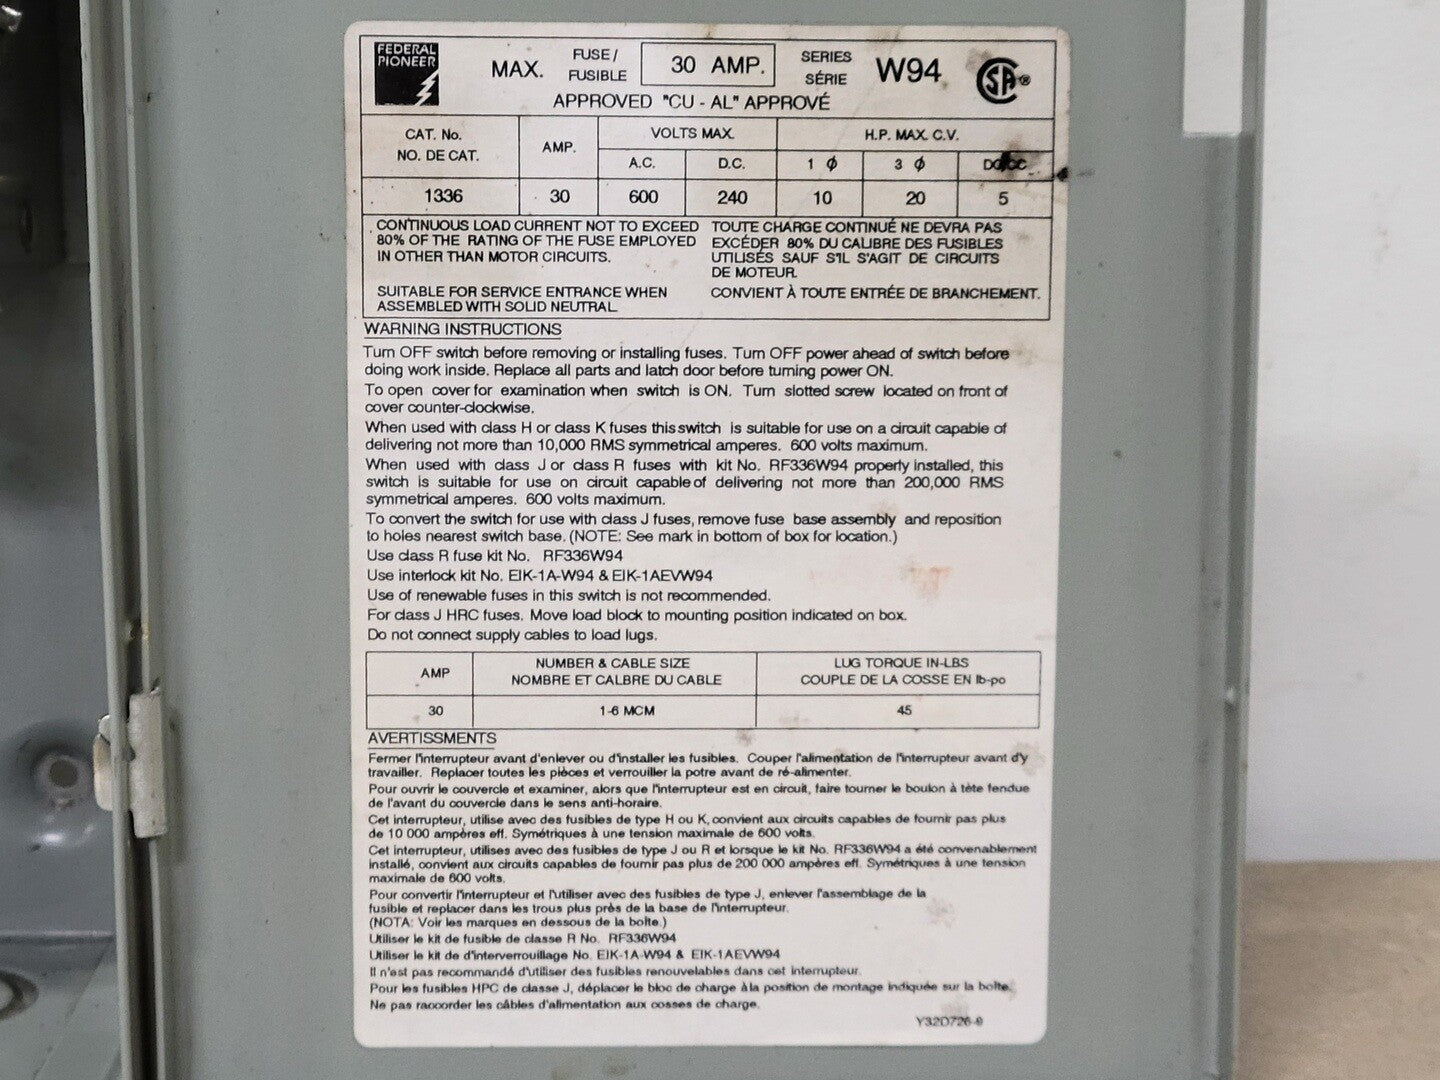 FEDERAL
PIONEER
MAX. FUSE/ FUSIBLE 30 AMP. SERIES SÉRIE W94 SA ®
APPROVED "CU - AL" APPROVÉ
CAT. No. NO. DE CAT. AMP. VOLTS MAX. H.P. MAX. C.V.
A.C. D.C. 1 Φ 3 Φ
1336 30 600 240 10 20 5
CONTINUOUS LOAD CURRENT NOT TO EXCEED
80% OF THE RATING OF THE FUSE EMPLOYED
IN OTHER THAN MOTOR CIRCUITS.
SUITABLE FOR SERVICE ENTRANCE WHEN
ASSEMBLED WITH SOLID NEUTRAL
TOUTE CHARGE CONTINUÉ NE DEVRA PAS
EXCÉDER 80% DU CALIBRE DES FUSIBLES
UTILISÉS SAUF S'IL S'AGIT DE CIRCUITS
DE MOTEUR.
CONVIENT À TOUTE ENTRÉE DE BRANCHEMENT.
WARNING INSTRUCTIONS
Turn OFF switch before removing or installing fuses. Turn OFF power ahead of switch before
doing work inside. Replace all parts and latch door before turning power ON.
To open cover for examination when switch is ON. Turn slotted screw located on front of
cover counter-clockwise.
When used with class H or class K fuses this switch is suitable for use on a circuit capable of
delivering not more than 10,000 RMS symmetrical amperes. 600 volts maximum.
When used with class J or class R fuses with kit No. RF336W94 properly installed, this
switch is suitable for use on circuit capable of delivering not more than 200,000 RMS
symmetrical amperes. 600 volts maximum.
To convert the switch for use with class J fuses, remove fuse base assembly and reposition
to holes nearest switch base. (NOTE: See mark in bottom of box for location.)
Use class R fuse kit No. RF336W94
Use interlock kit No. EIK-1A-W94 & EIK-1AEVW94
Use of renewable fuses in this switch is not recommended.
For class J HRC fuses. Move load block to mounting position indicated on box.
Do not connect supply cables to load lugs.
AMP NUMBER & CABLE SIZE NOMBRE ET CALBRE DU CABLE LUG TORQUE IN-LBS COUPLE DE LA COSSE EN lb-po
30 1-6 MCM 45
AVERTISSMENTS
Fermer l'interrupteur avant d'enlever ou d'installer les fusibles. Couper l'alimentation de l'interrupteur avant d'y
travailler. Replacer toutes les pièces et verrouiller la potre avant de ré-alimenter.
Pour ouvrir le couvercle et examiner, alors que l'interrupteur est en circuit, faire tourner le boulon à tête fendue
de l'avant du couvercle dans le sens anti-horaire.
Cet interrupteur, utilise avec des fusibles de type H ou K, convient aux circuits capables de fournir pas plus
de 10 000 ampères eff. Symétriques à une tension maximale de 600 volts.
Cet interrupteur, utilises avec des fusibles de type J ou R et lorsque le kit No. RF336W94 a été convenablement
installé, convient aux circuits capables de fournir pas plus de 200 000 ampères eff. Symétriques à une tension
maximale de 600 volts.
Pour convertir l'interrupteur et l'utiliser avec des fusibles de type J, enlever l'assemblage de la
fusible et replacer dans les trous plus près de la base de l'interrupteur.
(NOTA: Voir les marques en dessous de la boîte.)
Utiliser le kit de fusible de classe R No. RF336W94
Utiliser le kit de d'interverrouillage No. EIK-1A-W94 & EIK-1AEVW94
Il n'est pas recommandé d'utiliser des fusibles renouvelables dans cet interrupteur.
Pour les fusibles HPC de classe J, déplacer le bloc de charge à la position de montage indiquée sur la boîte.
Ne pas raccorder les câbles d'alimentation aux cosses de charge.
Y32D726-9